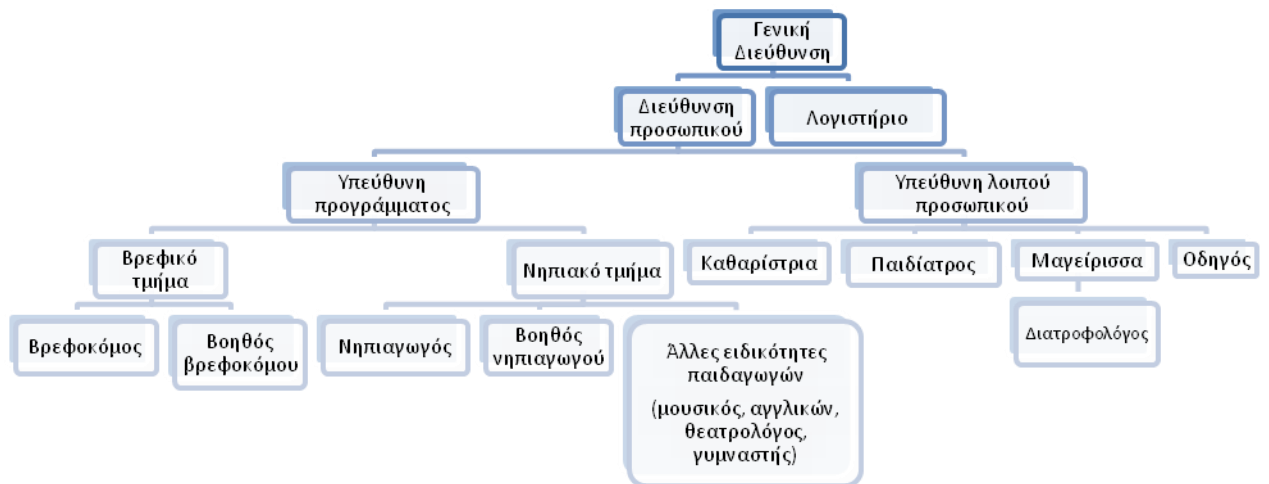 Γενική
Διεύθυνση
Διεύθυνση
προσωπικού
Λογιστήριο
Υπεύθυνη
προγράμματος
Υπεύθυνη λοιπού
προσωπικού
Βρεφικό
τμήμα
Νηπιακό τμήμα
Καθαρίστρια
Παιδίατρος
Μαγείρισσα
Οδηγός
Βρεφοκόμος
Βοηθός
βρεφοκόμου
Νηπιαγωγός
Βοηθός
νηπιαγωγού
Άλλες ειδικότητες
παιδαγωγών
(μουσικός, αγγλικών,
θεατρολόγος,
γυμναστής)
Διατροφολόγος